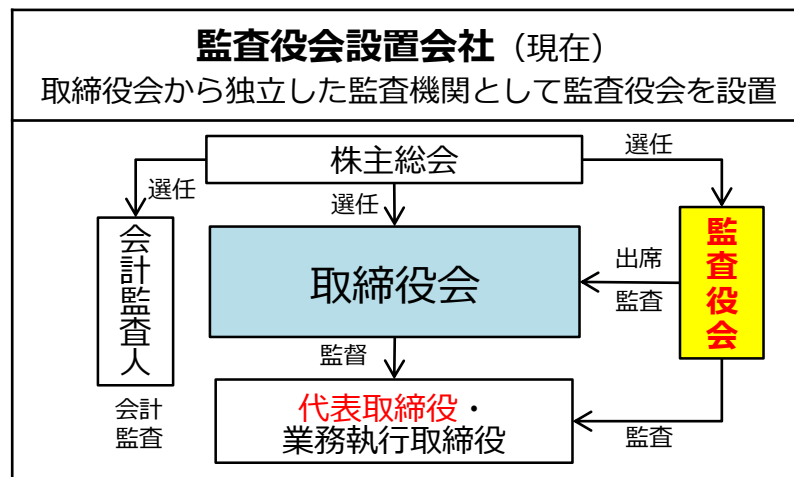 監査役会設置会社（現在）
取締役会から独立した監査機関として監査役会を設置
株主総会
選任
選任
選任
会計監査人
会計
監査
取締役会
出席
監査
監査役会
監督
代表取締役・
業務執行取締役
監査